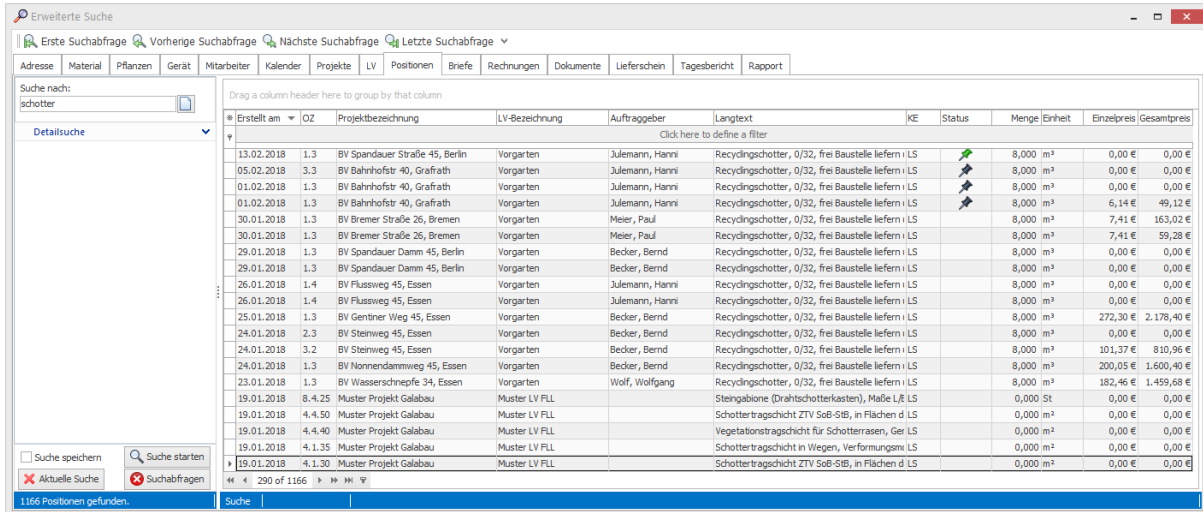 Erweiterte Suche
Erste Suchabfrage Vorherige Suchabfrage Nächste Suchabfrage Letzte Suchabfrage
Adresse Material Pflanzen Gerät Mitarbeiter Kalender Projekte LV Positionen Briefe Rechnungen Dokumente Lieferschein Tagesbericht Rapport
Suche nach:
schotter
Detailsuche
Drag a column header here to group by that column
Erstellt am OZ Projektbezeichnung LV-Bezeichnung Auftraggeber Langtext KE Status Menge Einheit Einzelpreis Gesamtpreis
Click here to define a filter
13.02.2018 1.3 BV Spandauer Straße 45, Berlin Vorgarten Julemann, Hanni Recyclingschotter, 0/32, frei Baustelle liefern LS 8,000 m³ 0,00 € 0,00 €
05.02.2018 3.3 BV Bahnhofstr 40, Grafrath Vorgarten Julemann, Hanni Recyclingschotter, 0/32, frei Baustelle liefern LS 8,000 m³ 0,00 € 0,00 €
01.02.2018 1.3 BV Bahnhofstr 40, Grafrath Vorgarten Julemann, Hanni Recyclingschotter, 0/32, frei Baustelle liefern LS 8,000 m³ 0,00 € 0,00 €
01.02.2018 1.3 BV Bahnhofstr 40, Grafrath Vorgarten Julemann, Hanni Recyclingschotter, 0/32, frei Baustelle liefern LS 8,000 m³ 6,14 € 49,12 €
30.01.2018 1.3 BV Bremer Straße 26, Bremen Vorgarten Meier, Paul Recyclingschotter, 0/32, frei Baustelle liefern LS 8,000 m³ 7,41 € 163,02 €
30.01.2018 1.3 BV Bremer Straße 26, Bremen Vorgarten Meier, Paul Recyclingschotter, 0/32, frei Baustelle liefern LS 8,000 m³ 7,41 € 59,28 €
29.01.2018 1.3 BV Spandauer Damm 45, Berlin Vorgarten Becker, Bernd Recyclingschotter, 0/32, frei Baustelle liefern LS 8,000 m³ 0,00 € 0,00 €
29.01.2018 1.3 BV Spandauer Damm 45, Berlin Vorgarten Becker, Bernd Recyclingschotter, 0/32, frei Baustelle liefern LS 8,000 m³ 0,00 € 0,00 €
26.01.2018 1.4 BV Flussweg 45, Essen Vorgarten Julemann, Hanni Recyclingschotter, 0/32, frei Baustelle liefern LS 8,000 m³ 0,00 € 0,00 €
26.01.2018 1.4 BV Flussweg 45, Essen Vorgarten Julemann, Hanni Recyclingschotter, 0/32, frei Baustelle liefern LS 8,000 m³ 0,00 € 0,00 €
25.01.2018 1.3 BV Gentiner Weg 45, Essen Vorgarten Becker, Bernd Recyclingschotter, 0/32, frei Baustelle liefern LS 8,000 m³ 272,30 € 2.178,40 €
24.01.2018 2.3 BV Steinweg 45, Essen Vorgarten Becker, Bernd Recyclingschotter, 0/32, frei Baustelle liefern LS 8,000 m³ 0,00 € 0,00 €
24.01.2018 3.2 BV Steinweg 45, Essen Vorgarten Becker, Bernd Recyclingschotter, 0/32, frei Baustelle liefern LS 8,000 m³ 101,37 € 810,96 €
24.01.2018 1.3 BV Nonnendammweg 45, Essen Vorgarten Becker, Bernd Recyclingschotter, 0/32, frei Baustelle liefern LS 8,000 m³ 200,05 € 1.600,40 €
23.01.2018 1.3 BV Wasserschnepfe 34, Essen Vorgarten Wolf, Wolfgang Recyclingschotter, 0/32, frei Baustelle liefern LS 8,000 m³ 182,46 € 1.459,68 €
19.01.2018 8.4.25 Muster Projekt Galabau Muster LV FLL Steingabione (Drahtschotterkasten), Maße L/B LS 0,000 St 0,00 € 0,00 €
19.01.2018 4.4.50 Muster Projekt Galabau Muster LV FLL Schottertragschicht ZTV SoB-StB, in Flächen d LS 0,000 m² 0,00 € 0,00 €
19.01.2018 4.4.40 Muster Projekt Galabau Muster LV FLL Vegetationstragschicht für Schotterrasen, Ger LS 0,000 m² 0,00 € 0,00 €
19.01.2018 4.1.35 Muster Projekt Galabau Muster LV FLL Schottertragschicht in Wegen, Verformungsmo LS 0,000 m² 0,00 € 0,00 €
19.01.2018 4.1.30 Muster Projekt Galabau Muster LV FLL Schottertragschicht ZTV SoB-StB, in Flächen d LS 0,000 m² 0,00 € 0,00 €
Suche speichern Suche starten
Aktuelle Suche Suchabfragen
290 of 1166
1166 Positionen gefunden. Suche